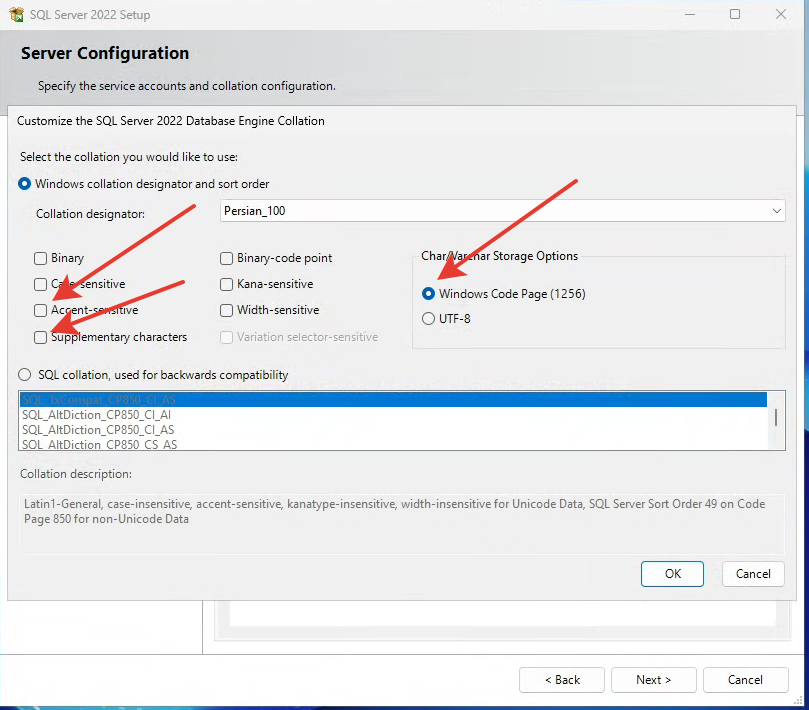 SQL Server 2022 Setup
Server Configuration
Specify the service accounts and collation configuration.
Customize the SQL Server 2022 Database Engine Collation
Select the collation you would like to use:
Windows collation designator and sort order
Collation designator:
Persian_100
Binary
Binary-code point
Char/Varchar Storage Options
Case-sensitive
Kana-sensitive
Windows Code Page (1256)
Accent-sensitive
Width-sensitive
UTF-8
Supplementary characters
Variation selector-sensitive
SQL collation, used for backwards compatibility
SQL_1xCompat_CP850_CI_AS
SQL_AltDiction_CP850_CI_AI
SQL_AltDiction_CP850_CI_AS
SQL_AltDiction_CP850_CS_AS
Collation description:
Latin1-General, case-insensitive, accent-sensitive, kanatype-insensitive, width-insensitive for Unicode Data, SQL Server Sort Order 49 on Code
Page 850 for non-Unicode Data
OK
Cancel
< Back
Next >
Cancel